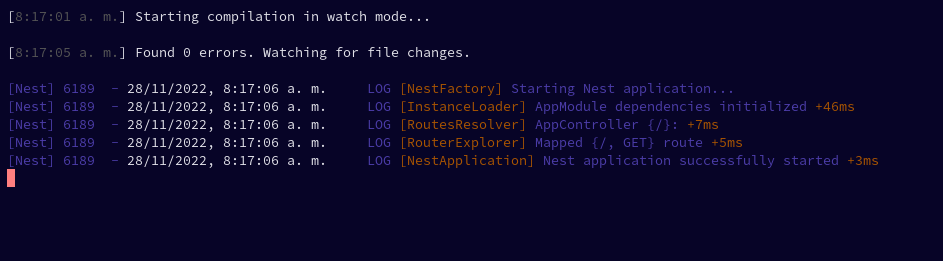 [8:17:01 a. m.] Starting compilation in watch mode...
[8:17:05 a. m.] Found 0 errors. Watching for file changes.
[Nest] 6189  - 28/11/2022, 8:17:06 a. m.     LOG [NestFactory] Starting Nest application...
[Nest] 6189  - 28/11/2022, 8:17:06 a. m.     LOG [InstanceLoader] AppModule dependencies initialized +46ms
[Nest] 6189  - 28/11/2022, 8:17:06 a. m.     LOG [RoutesResolver] AppController {/}: +7ms
[Nest] 6189  - 28/11/2022, 8:17:06 a. m.     LOG [RouterExplorer] Mapped {/, GET} route +5ms
[Nest] 6189  - 28/11/2022, 8:17:06 a. m.     LOG [NestApplication] Nest application successfully started +3ms